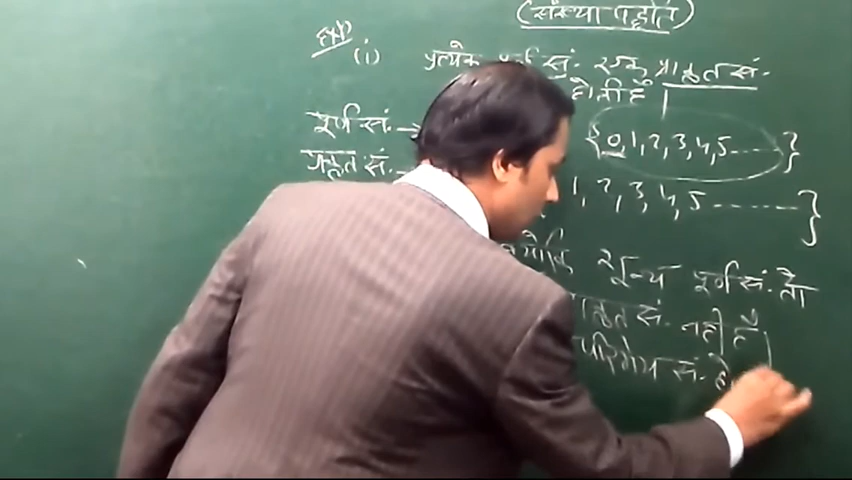 (संख्या पद्धति)
(i) प्रत्येक पूर्ण सं. एक प्राकृत सं.
होती है
पूर्ण सं. → {0,1,2,3,4,5.....}
प्राकृत सं. 1, 2, 3, 4, 5 ........}
क्योंकि शून्य पूर्ण सं. तो
सं. नहीं है|
परिमेय सं.